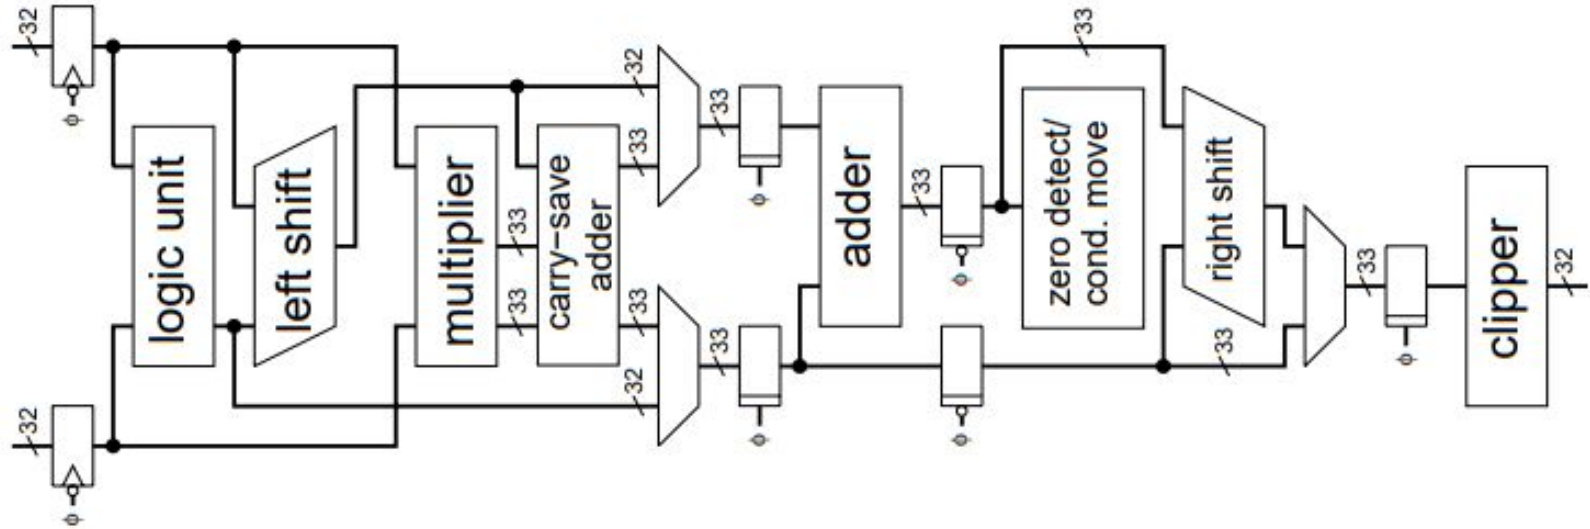 32
32
φ
φ
logic unit
left shift
multiplier
33
33
carry−save
adder
32
33
33
32
33
33
φ
φ
adder
33
φ
φ
zero detect/
cond. move
33
right shift
33
33
φ
clipper
32